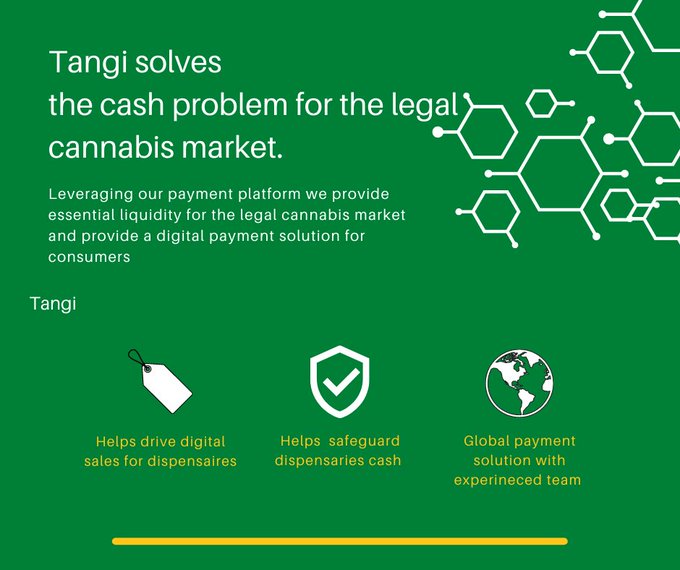 Tangi solves
the cash problem for the legal
cannabis market.
Leveraging our payment platform we provide
essential liquidity for the legal cannabis market
and provide a digital payment solution for
consumers
Tangi
Helps drive digital
sales for dispensaires
Helps safeguard
dispensaries cash
Global payment
solution with
experineced team